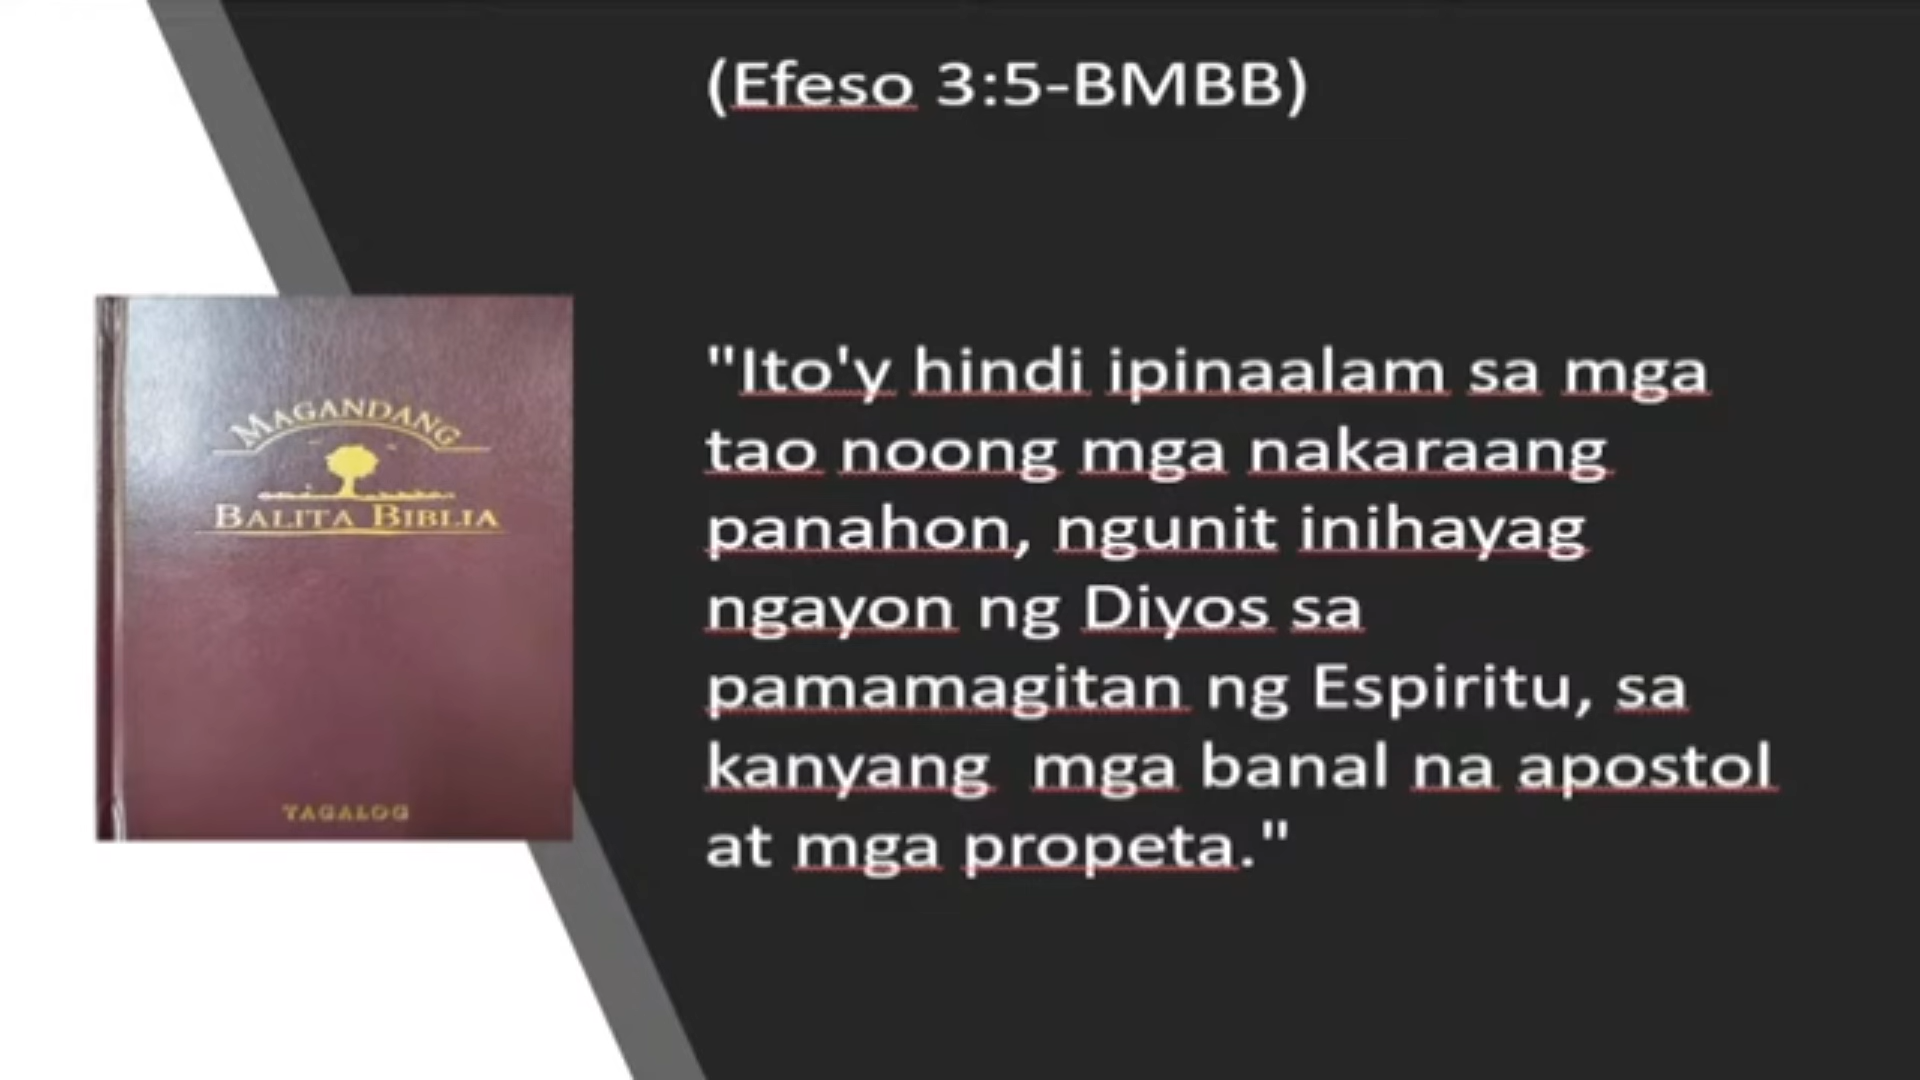 (Efeso 3:5-BMBB)
MAGANDANG
BALITA BIBLIA
TAGALOG
"Ito'y hindi ipinaalam sa mga
tao noong mga nakaraang
panahon, ngunit inihayag
ngayon ng Diyos sa
pamamagitan ng Espiritu, sa
kanyang  mga banal na apostol
at mga propeta."